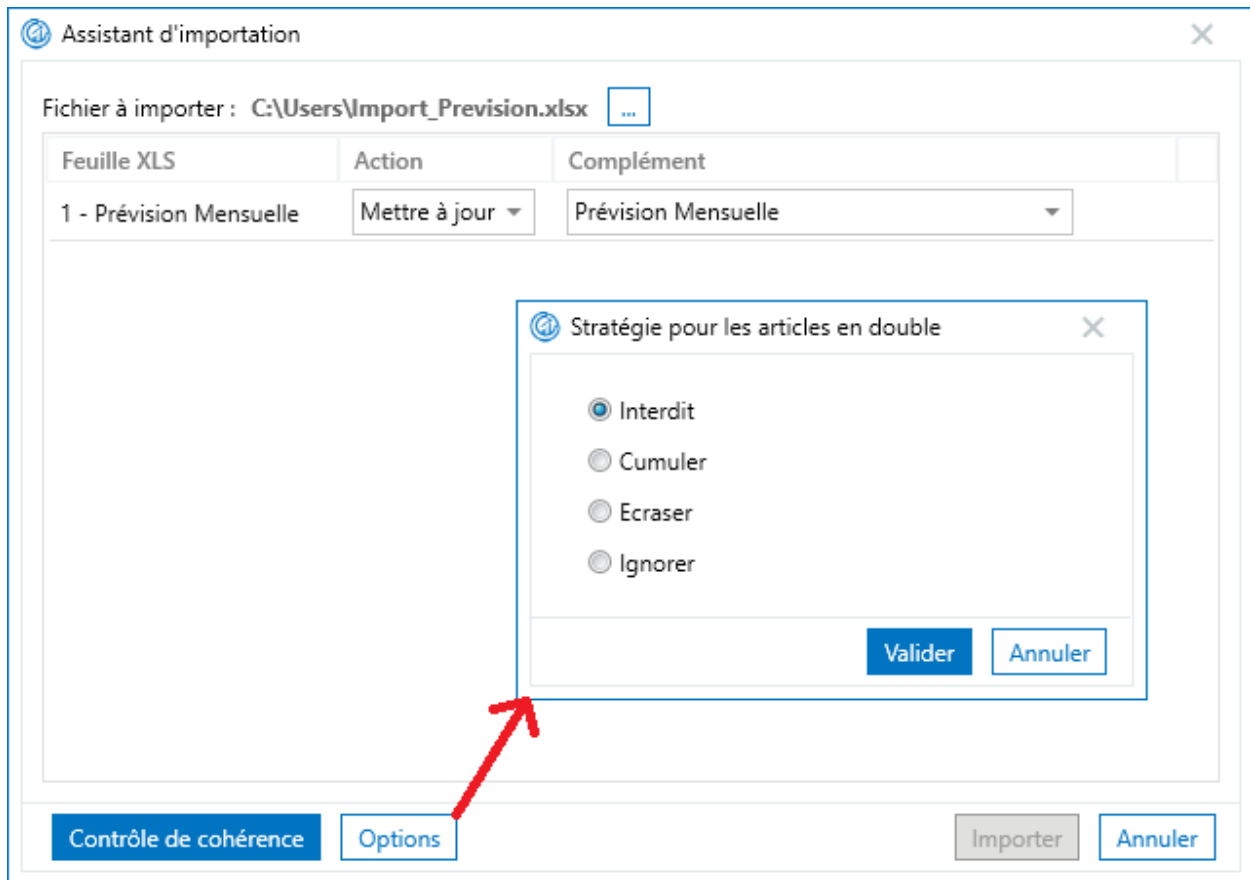 Assistant d'importation
Fichier à importer : C:\Users\Import_Prevision.xlsx ...
Feuille XLS Action Complément
1 - Prévision Mensuelle Mettre à jour Prévision Mensuelle
Stratégie pour les articles en double
Interdit
Cumuler
Ecraser
Ignorer
Valider Annuler
Contrôle de cohérence Options Importer Annuler